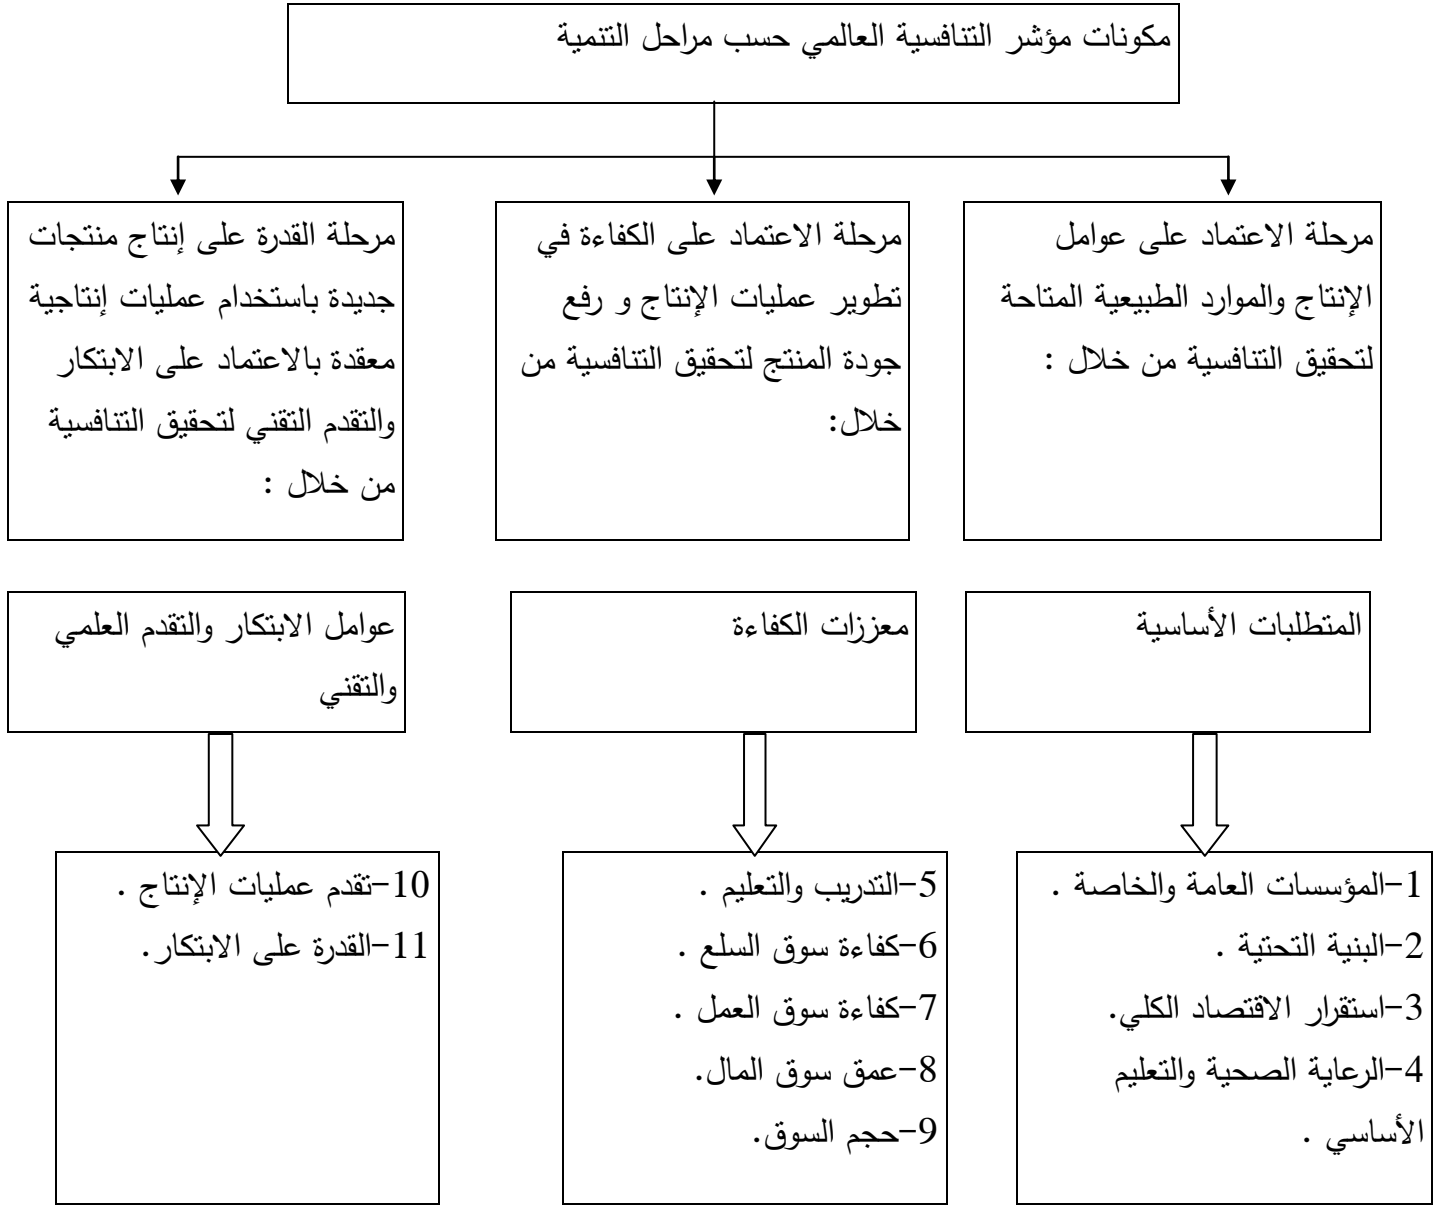 مكونات مؤشر التنافسية العالمي حسب مراحل التنمية
مرحلة الاعتماد على عوامل
الإنتاج والموارد الطبيعية المتاحة
لتحقيق التنافسية من خلال :
مرحلة الاعتماد على الكفاءة في
تطوير عمليات الإنتاج و رفع
جودة المنتج لتحقيق التنافسية من
خلال:
مرحلة القدرة على إنتاج منتجات
جديدة باستخدام عمليات إنتاجية
معقدة بالاعتماد على الابتكار
والتقدم التقني لتحقيق التنافسية
من خلال :
المتطلبات الأساسية
معززات الكفاءة
عوامل الابتكار والتقدم العلمي
والتقني
1-المؤسسات العامة والخاصة .
2-البنية التحتية .
3-استقرار الاقتصاد الكلي.
4-الرعاية الصحية والتعليم
الأساسي .
5-التدريب والتعليم .
6-كفاءة سوق السلع .
7-كفاءة سوق العمل .
8-عمق سوق المال.
9-حجم السوق.
10-تقدم عمليات الإنتاج .
11-القدرة على الابتكار.